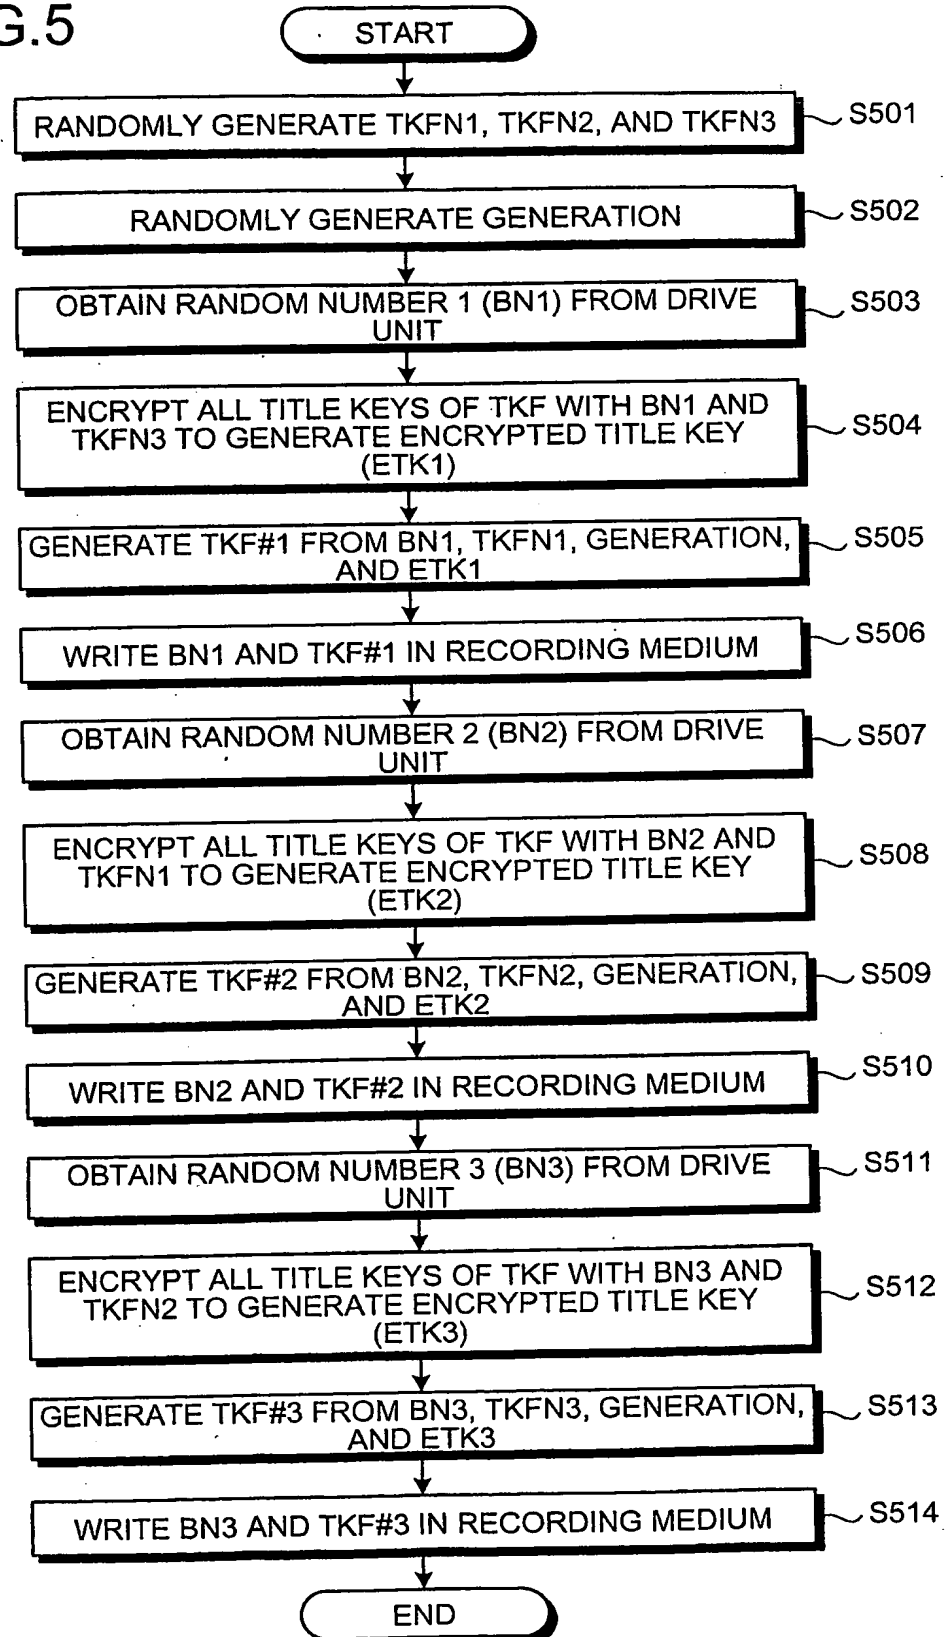 G.5
START
RANDOMLY GENERATE TKFN1, TKFN2, AND TKFN3
S501
RANDOMLY GENERATE GENERATION
S502
OBTAIN RANDOM NUMBER 1 (BN1) FROM DRIVE
UNIT
S503
ENCRYPT ALL TITLE KEYS OF TKF WITH BN1 AND
TKFN3 TO GENERATE ENCRYPTED TITLE KEY
(ETK1)
S504
GENERATE TKF#1 FROM BN1, TKFN1, GENERATION,
AND ETK1
S505
WRITE BN1 AND TKF#1 IN RECORDING MEDIUM
S506
OBTAIN RANDOM NUMBER 2 (BN2) FROM DRIVE
UNIT
S507
ENCRYPT ALL TITLE KEYS OF TKF WITH BN2 AND
TKFN1 TO GENERATE ENCRYPTED TITLE KEY
(ETK2)
S508
GENERATE TKF#2 FROM BN2, TKFN2, GENERATION,
AND ETK2
S509
WRITE BN2 AND TKF#2 IN RECORDING MEDIUM
S510
OBTAIN RANDOM NUMBER 3 (BN3) FROM DRIVE
UNIT
S511
ENCRYPT ALL TITLE KEYS OF TKF WITH BN3 AND
TKFN2 TO GENERATE ENCRYPTED TITLE KEY
(ETK3)
S512
GENERATE TKF#3 FROM BN3, TKFN3, GENERATION,
AND ETK3
S513
WRITE BN3 AND TKF#3 IN RECORDING MEDIUM
S514
END